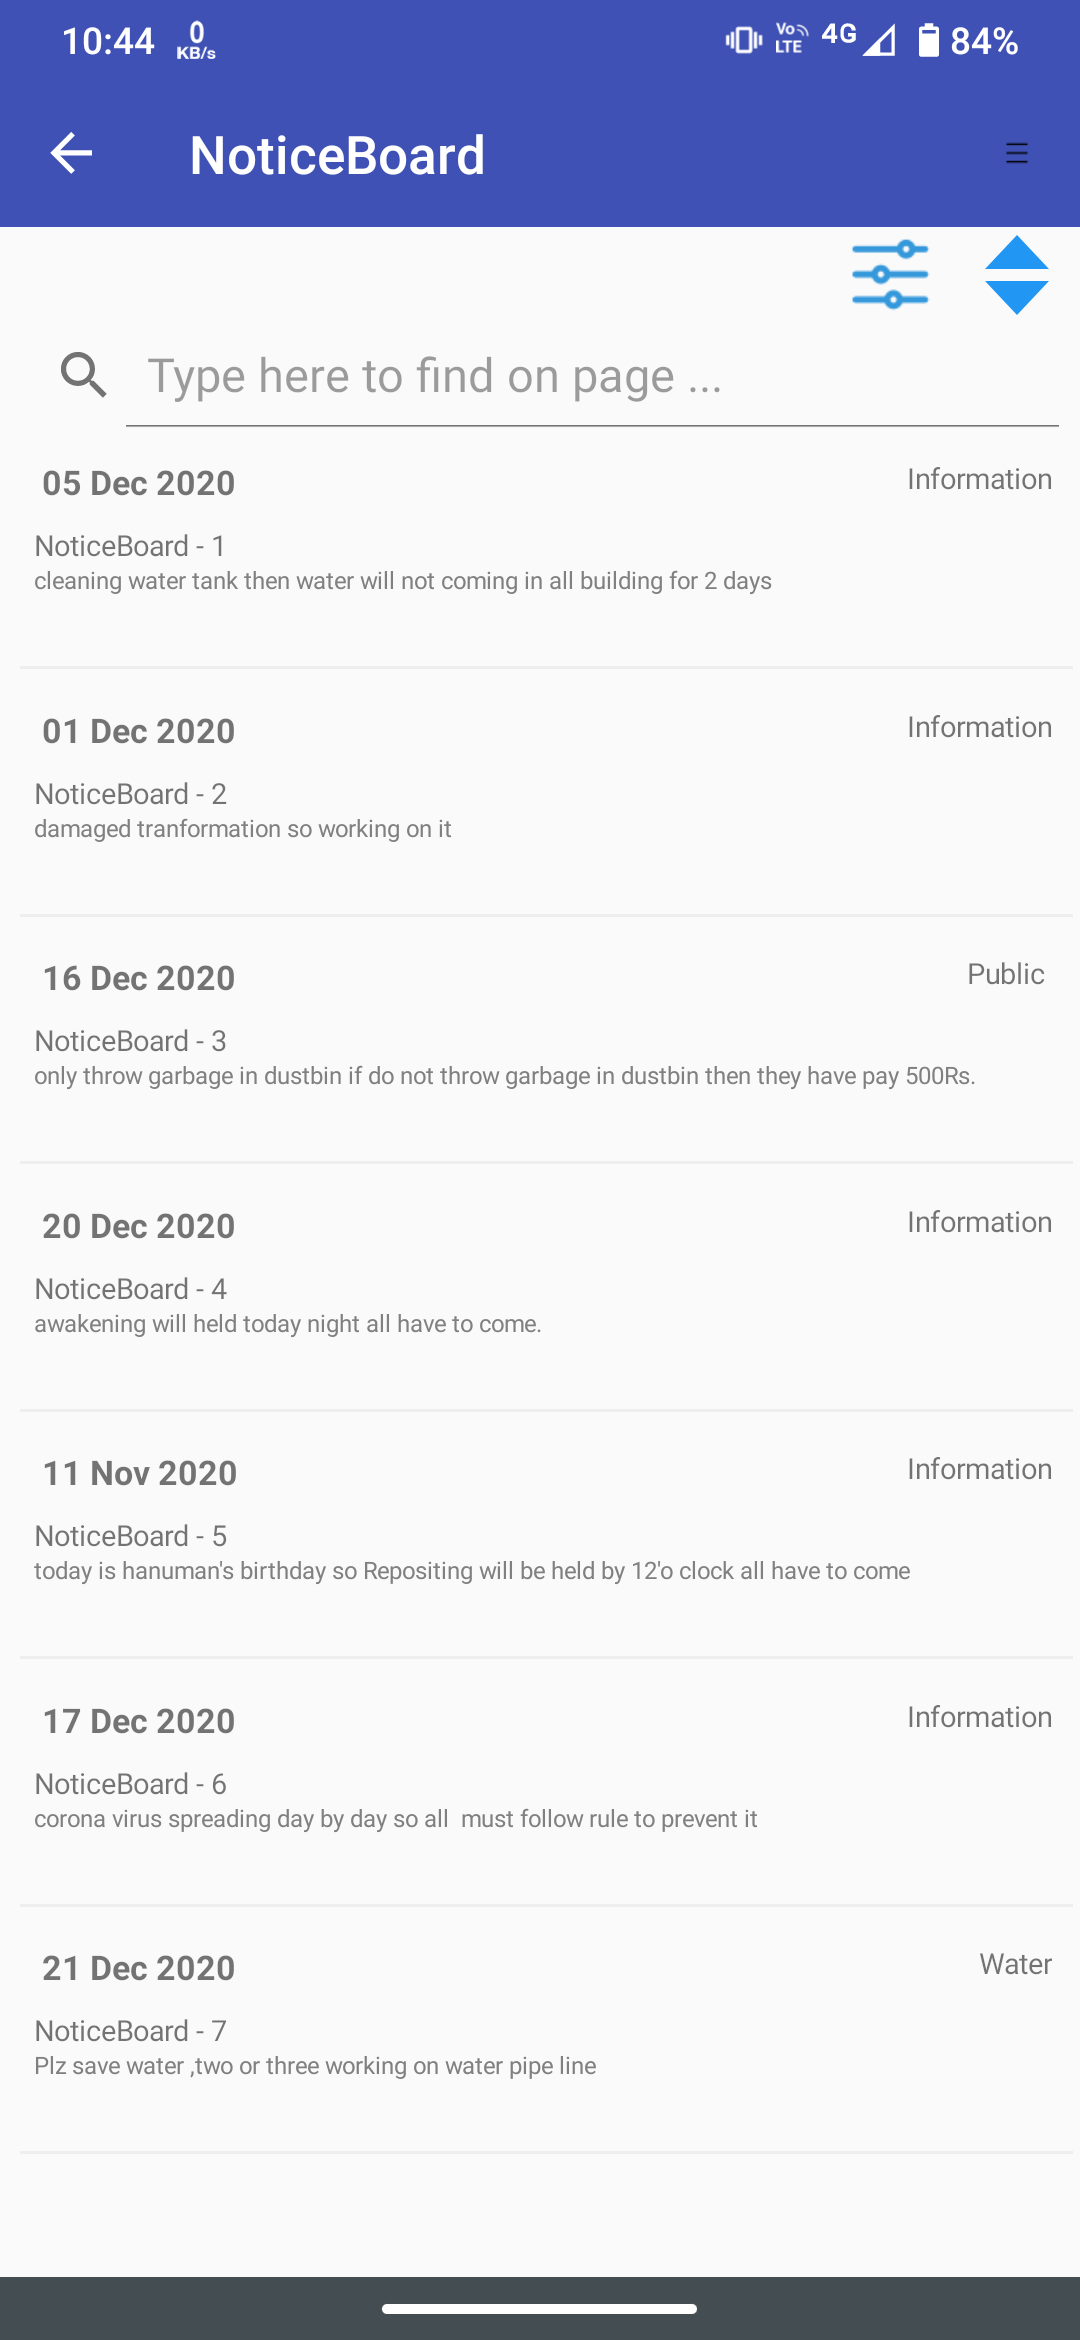 10:44 0 KB/s Vo LTE 4G 84%
NoticeBoard
Type here to find on page ...
05 Dec 2020 Information
NoticeBoard - 1
cleaning water tank then water will not coming in all building for 2 days
01 Dec 2020 Information
NoticeBoard - 2
damaged tranformation so working on it
16 Dec 2020 Public
NoticeBoard - 3
only throw garbage in dustbin if do not throw garbage in dustbin then they have pay 500Rs.
20 Dec 2020 Information
NoticeBoard - 4
awakening will held today night all have to come.
11 Nov 2020 Information
NoticeBoard - 5
today is hanuman's birthday so Repositing will be held by 12'o clock all have to come
17 Dec 2020 Information
NoticeBoard - 6
corona virus spreading day by day so all  must follow rule to prevent it
21 Dec 2020 Water
NoticeBoard - 7
Plz save water ,two or three working on water pipe line